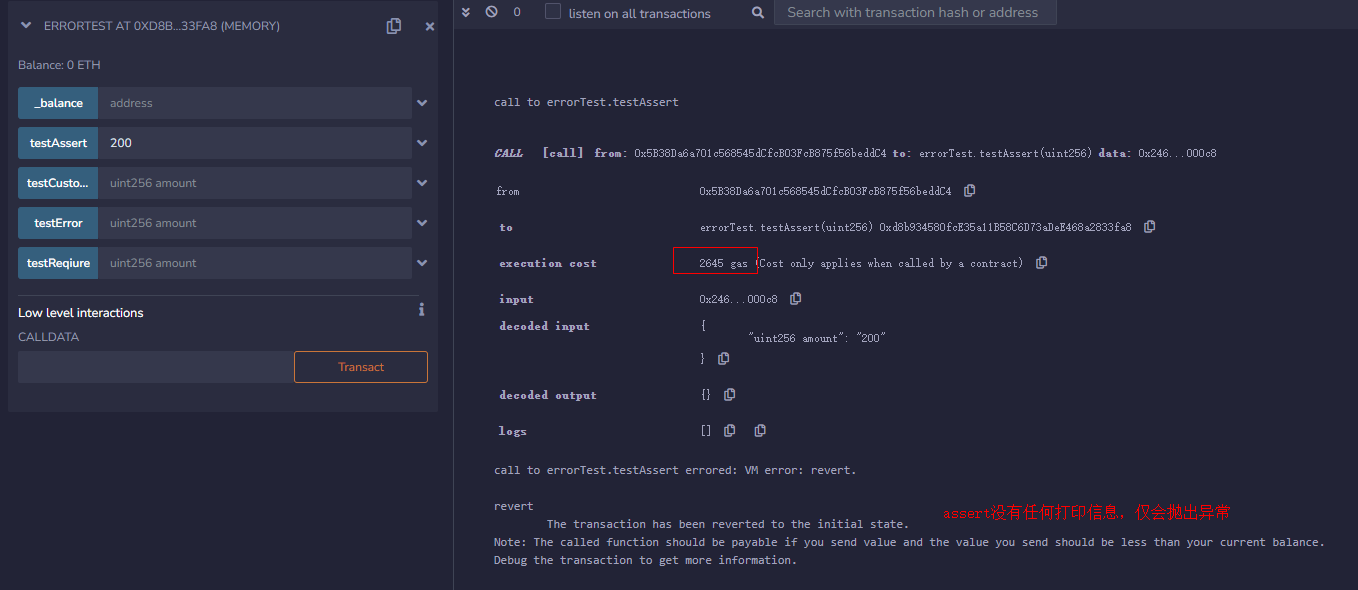 ERRORTEST AT 0XD8B...33FA8 (MEMORY)
Balance: 0 ETH
_balance address
testAssert 200
testCusto... uint256 amount
testError uint256 amount
testReqiure uint256 amount
Low level interactions
CALLDATA
Transact
0 listen on all transactions Search with transaction hash or address
call to errorTest.testAssert
CALL [call] from: 0x5B38Da6a701c568545dCfcB03FcB875f56beddC4 to: errorTest.testAssert(uint256) data: 0x246...000c8
from 0x5B38Da6a701c568545dCfcB03FcB875f56beddC4
to errorTest.testAssert(uint256) 0xd8b934580fcE35a11B58C6D73aDeE468a2833fa8
execution cost 2645 gas (Cost only applies when called by a contract)
input 0x246...000c8
decoded input {
"uint256 amount": "200"
}
decoded output {}
logs []
call to errorTest.testAssert errored: VM error: revert.
revert
The transaction has been reverted to the initial state.
assert没有任何打印信息，仅会抛出异常
Note: The called function should be payable if you send value and the value you send should be less than your current balance.
Debug the transaction to get more information.